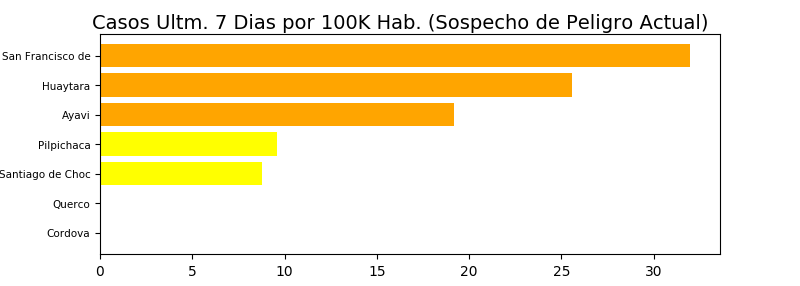 Casos Ultm. 7 Dias por 100K Hab. (Sospecho de Peligro Actual)
San Francisco de
Huaytara
Ayavi
Pilpichaca
Santiago de Choc
Querco
Cordova
0 5 10 15 20 25 30